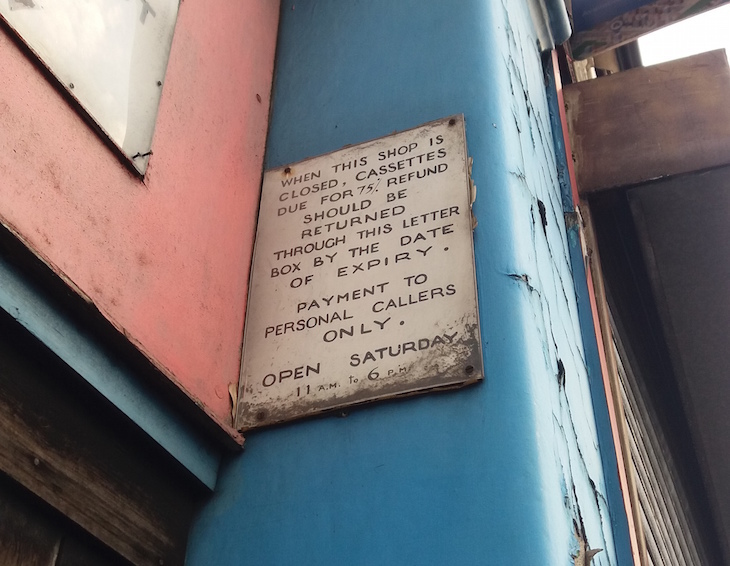 WHEN THIS SHOP IS
CLOSED, CASSETTES
DUE FOR 75% REFUND
SHOULD BE
RETURNED
THROUGH THIS LETTER
BOX BY THE DATE
OF EXPIRY.
PAYMENT TO
PERSONAL CALLERS
ONLY.
OPEN SATURDAY
11 A.M. To 6 P.M.